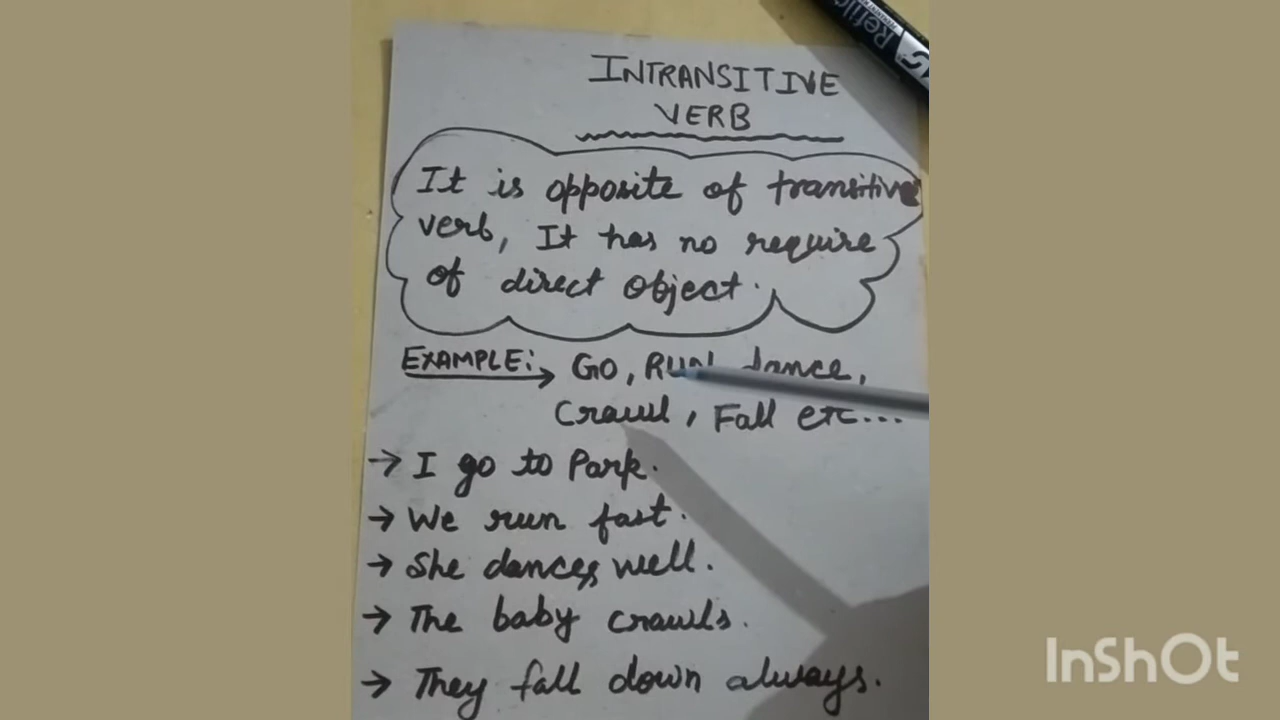 Refilo
INTRANSITIVE
VERB
It is opposite of transitive
verb, It has no require
of direct object.
EXAMPLE:→ GO, RUN, dance,
Crawl, Fall etc...
→ I go to Park.
→ We run fast.
→ She dances well.
→ The baby crawls.
→ They fall down always.
InShOt